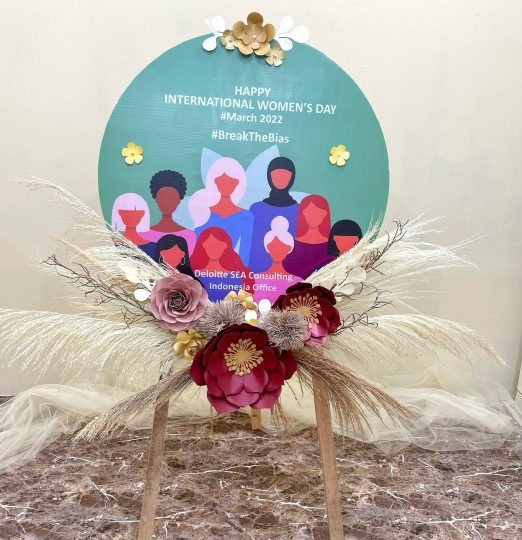 HAPPY
INTERNATIONAL WOMEN'S DAY
#March 2022
#BreakTheBias
Deloitte SEA Consulting
Indonesia Office